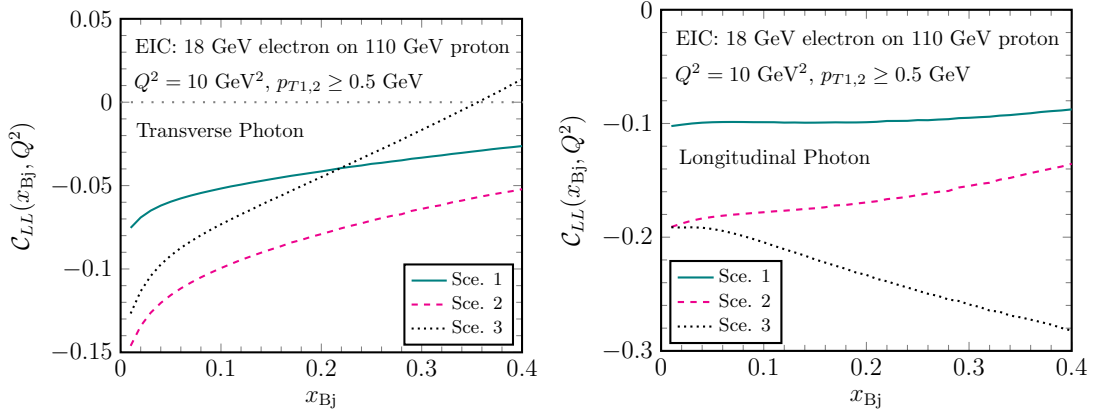 0.05
EIC: 18 GeV electron on 110 GeV proton
Q² = 10 GeV², p_{T1,2} ≥ 0.5 GeV
0
Transverse Photon
−0.05
−0.1
−0.15
C_{LL}(x_{Bj}, Q²)
Sce. 1
Sce. 2
Sce. 3
0 0.1 0.2 0.3 0.4
x_{Bj}
0
EIC: 18 GeV electron on 110 GeV proton
Q² = 10 GeV², p_{T1,2} ≥ 0.5 GeV
−0.1
Longitudinal Photon
−0.2
−0.3
C_{LL}(x_{Bj}, Q²)
Sce. 1
Sce. 2
Sce. 3
0 0.1 0.2 0.3 0.4
x_{Bj}